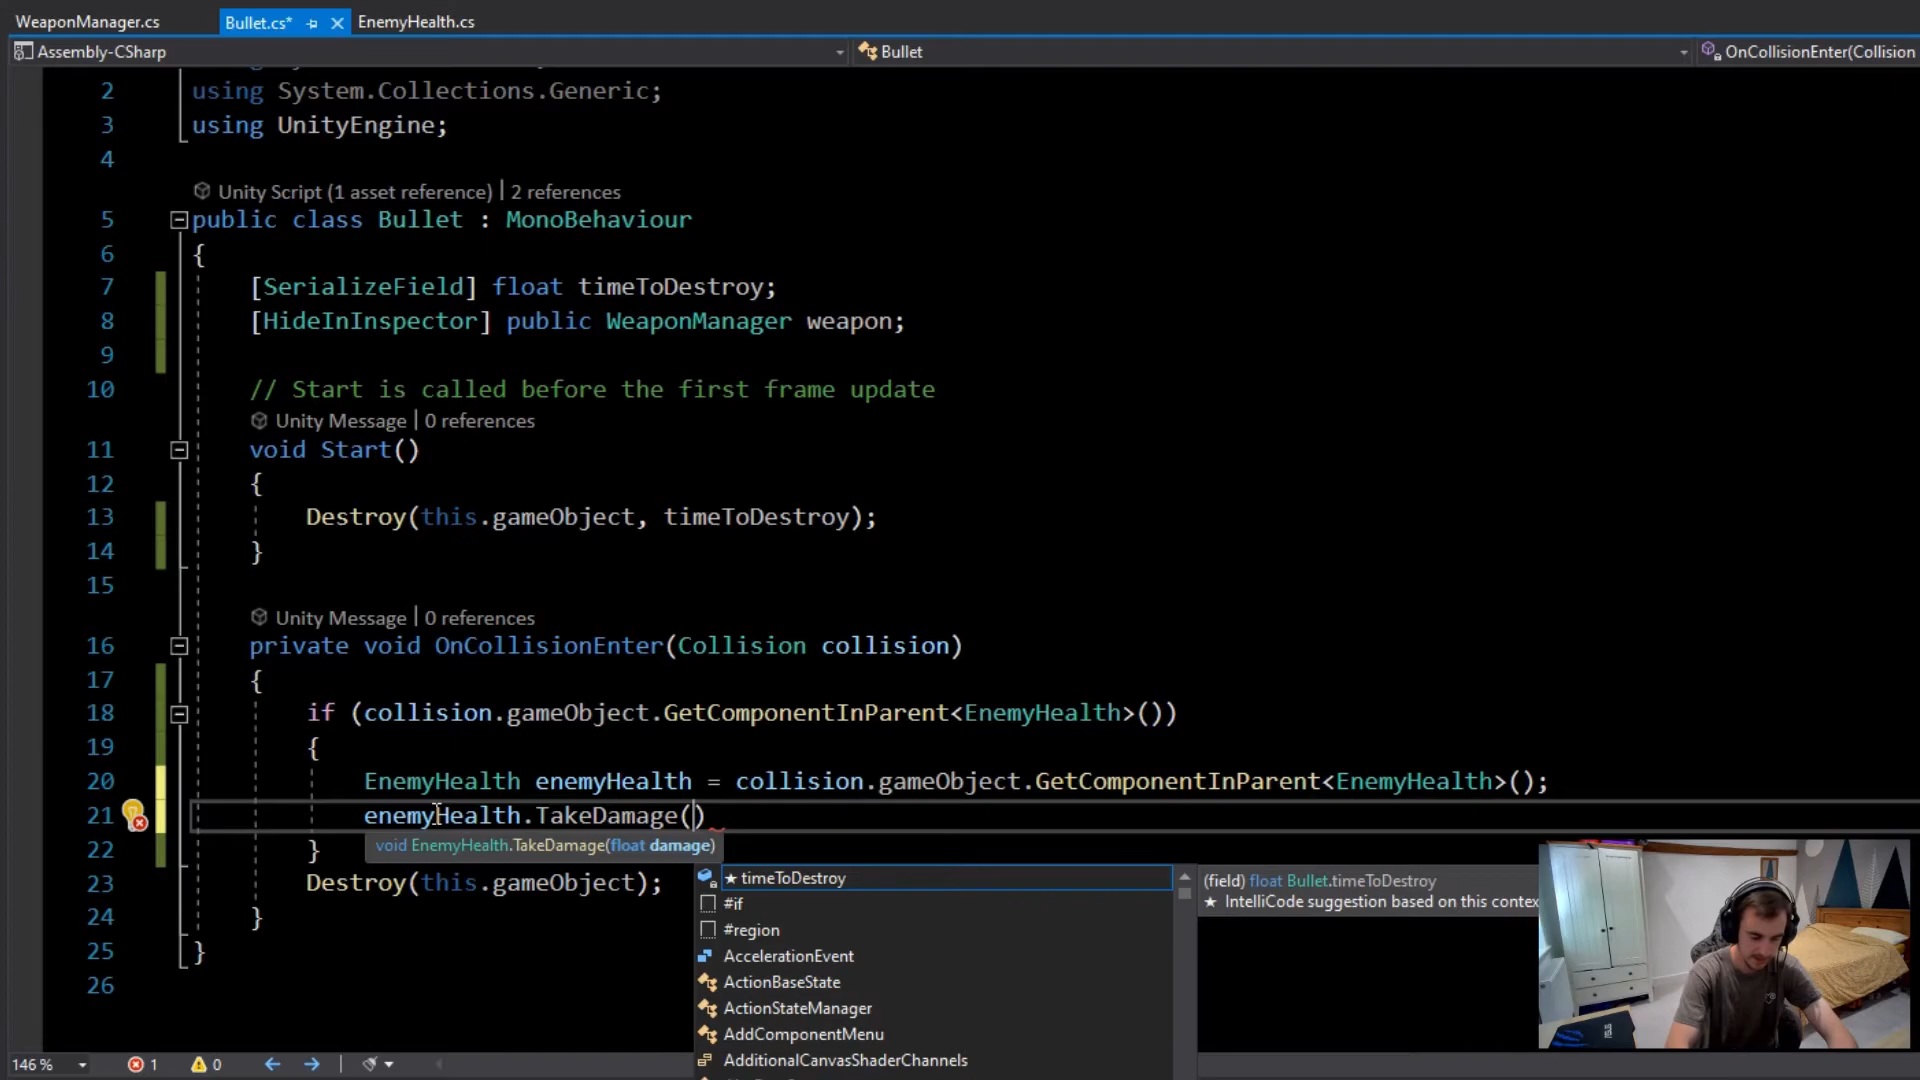 WeaponManager.cs Bullet.cs* EnemyHealth.cs
Assembly-CSharp Bullet OnCollisionEnter(Collision
2 using System.Collections.Generic;
3 using UnityEngine;
4
Unity Script (1 asset reference) | 2 references
5 public class Bullet : MonoBehaviour
6 {
7 [SerializeField] float timeToDestroy;
8 [HideInInspector] public WeaponManager weapon;
9
10 // Start is called before the first frame update
Unity Message | 0 references
11 void Start()
12 {
13 Destroy(this.gameObject, timeToDestroy);
14 }
15
Unity Message | 0 references
16 private void OnCollisionEnter(Collision collision)
17 {
18 if (collision.gameObject.GetComponentInParent<EnemyHealth>())
19 {
20 EnemyHealth enemyHealth = collision.gameObject.GetComponentInParent<EnemyHealth>();
21 enemyHealth.TakeDamage()
void EnemyHealth.TakeDamage(float damage)
22 }
23 Destroy(this.gameObject);
24 }
25 }
26
★ timeToDestroy
#if
#region
AccelerationEvent
ActionBaseState
ActionStateManager
AddComponentMenu
AdditionalCanvasShaderChannels
(field) float Bullet.timeToDestroy
★ IntelliCode suggestion based on this contex
146 % 1 0